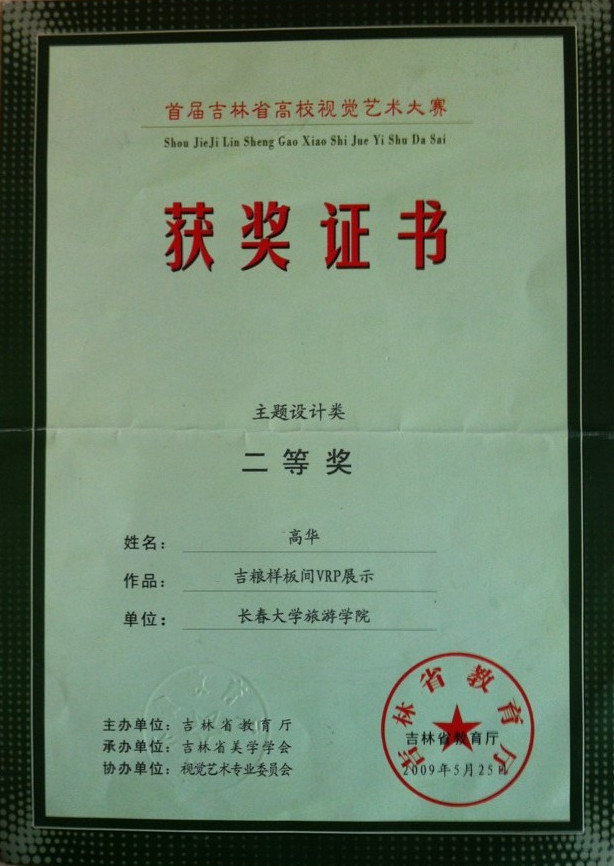 首届吉林省高校视觉艺术大赛
Shou JieJi Lin Sheng Gao Xiao Shi Jue Yi Shu Da Sai
获奖证书
主题设计类
二等奖
姓名: 高华
作品: 吉粮样板间VRP展示
单位: 长春大学旅游学院
主办单位: 吉林省教育厅
承办单位: 吉林省美学学会
协办单位: 视觉艺术专业委员会
吉林省教育厅
吉林省教育厅
2009年5月25日